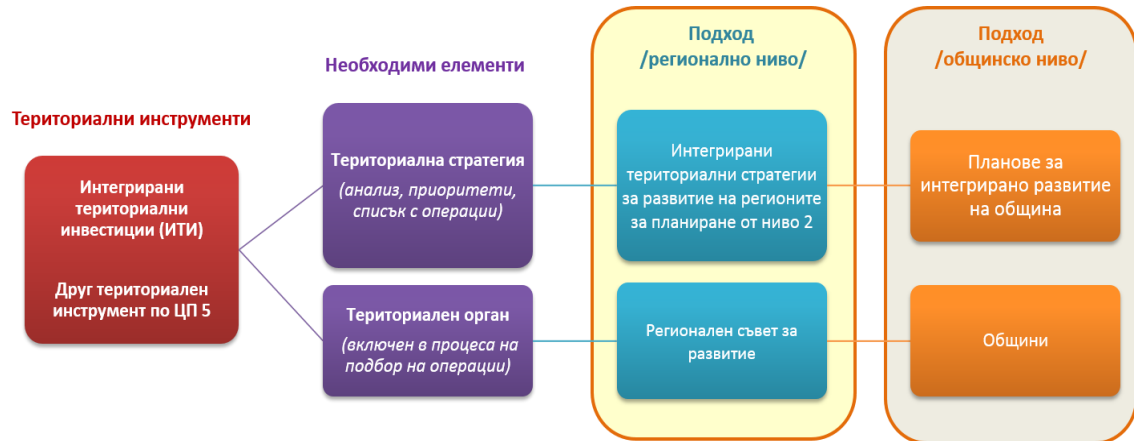 Териториални инструменти
Интегрирани
териториални
инвестиции (ИТИ)
Друг териториален
инструмент по ЦП 5
Необходими елементи
Териториална стратегия
(анализ, приоритети,
списък с операции)
Териториален орган
(включен в процеса на
подбор на операции)
Подход
/регионално ниво/
Интегрирани
териториални стратегии
за развитие на регионите
за планиране от ниво 2
Регионален съвет за
развитие
Подход
/общинско ниво/
Планове за
интегрирано развитие
на община
Общини